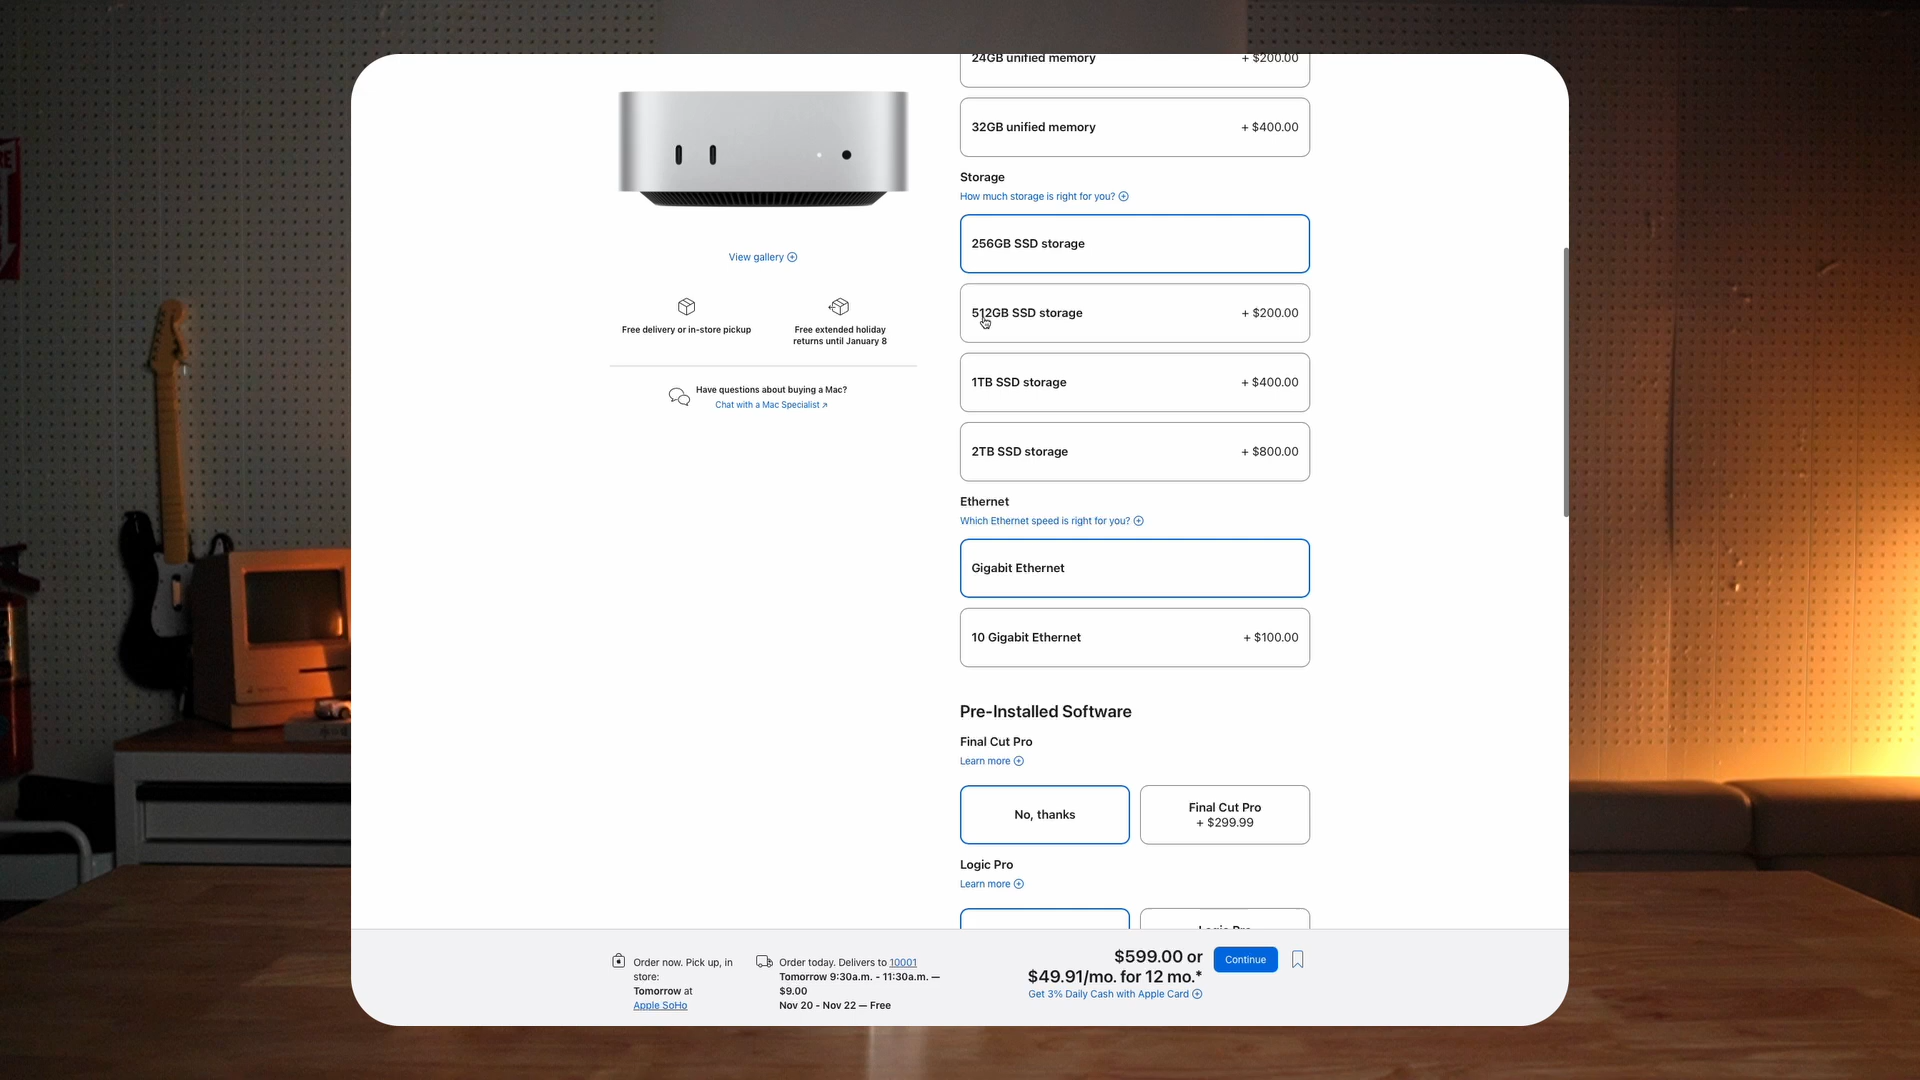 24GB unified memory + $200.00
32GB unified memory + $400.00
Storage
How much storage is right for you?
256GB SSD storage
View gallery
512GB SSD storage + $200.00
Free delivery or in-store pickup
Free extended holiday
returns until January 8
1TB SSD storage + $400.00
Have questions about buying a Mac?
Chat with a Mac Specialist ↗
2TB SSD storage + $800.00
Ethernet
Which Ethernet speed is right for you?
Gigabit Ethernet
10 Gigabit Ethernet + $100.00
Pre-Installed Software
Final Cut Pro
Learn more
No, thanks
Final Cut Pro
+ $299.99
Logic Pro
Learn more
Logic Pro
Order now. Pick up, in
store:
Tomorrow at
Apple SoHo
Order today. Delivers to 10001
Tomorrow 9:30a.m. - 11:30a.m. —
$9.00
Nov 20 - Nov 22 — Free
$599.00 or
$49.91/mo. for 12 mo.*
Get 3% Daily Cash with Apple Card
Continue
RE